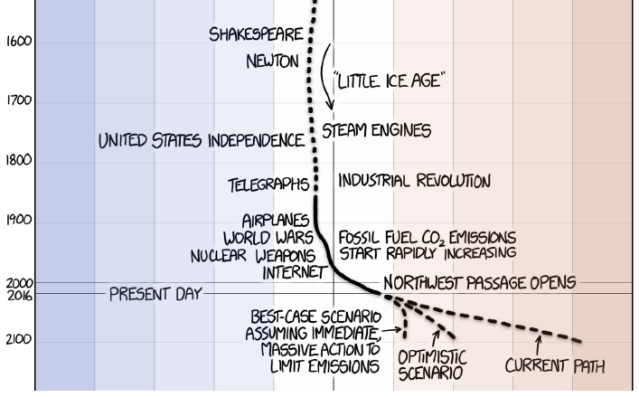 SHAKESPEARE
1600
NEWTON
"LITTLE ICE AGE"
1700
STEAM ENGINES
UNITED STATES INDEPENDENCE
1800
TELEGRAPHS
INDUSTRIAL REVOLUTION
1900
AIRPLANES
WORLD WARS
NUCLEAR WEAPONS
INTERNET
FOSSIL FUEL CO₂ EMISSIONS
START RAPIDLY INCREASING
2000
NORTHWEST PASSAGE OPENS
2016
PRESENT DAY
BEST-CASE SCENARIO
ASSUMING IMMEDIATE,
MASSIVE ACTION TO
LIMIT EMISSIONS
2100
OPTIMISTIC
SCENARIO
CURRENT PATH